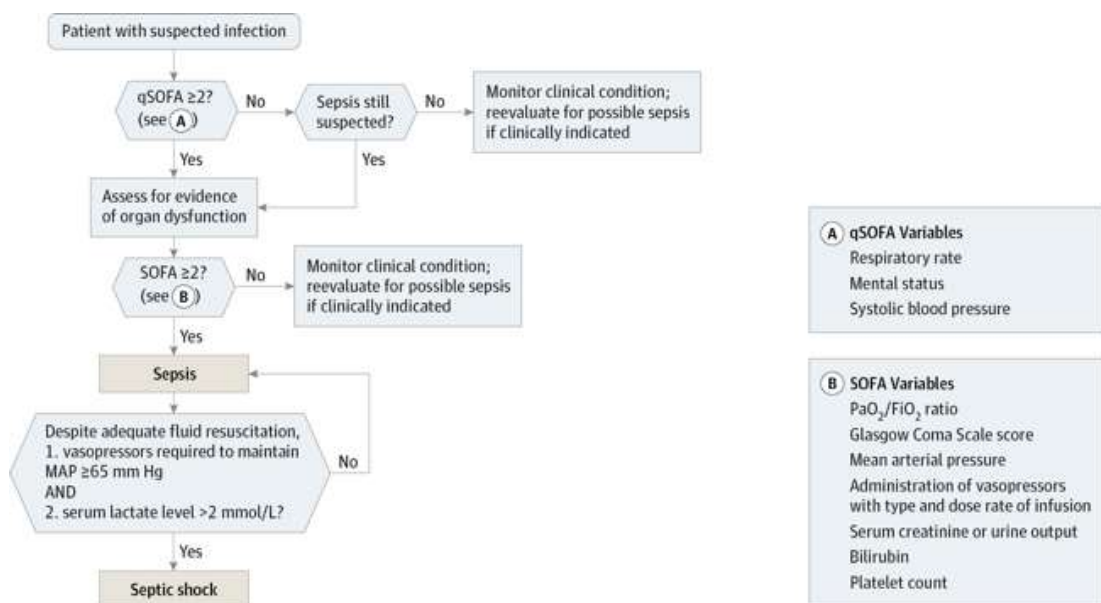 Patient with suspected infection
qSOFA ≥2?
(see A)
No
Sepsis still
suspected?
No
Monitor clinical condition;
reevaluate for possible sepsis
if clinically indicated
Yes
Yes
Assess for evidence
of organ dysfunction
SOFA ≥2?
(see B)
No
Monitor clinical condition;
reevaluate for possible sepsis
if clinically indicated
Yes
Sepsis
Despite adequate fluid resuscitation,
1. vasopressors required to maintain
MAP ≥65 mm Hg
AND
2. serum lactate level >2 mmol/L?
No
Yes
Septic shock
A qSOFA Variables
Respiratory rate
Mental status
Systolic blood pressure
B SOFA Variables
PaO₂/FiO₂ ratio
Glasgow Coma Scale score
Mean arterial pressure
Administration of vasopressors
with type and dose rate of infusion
Serum creatinine or urine output
Bilirubin
Platelet count